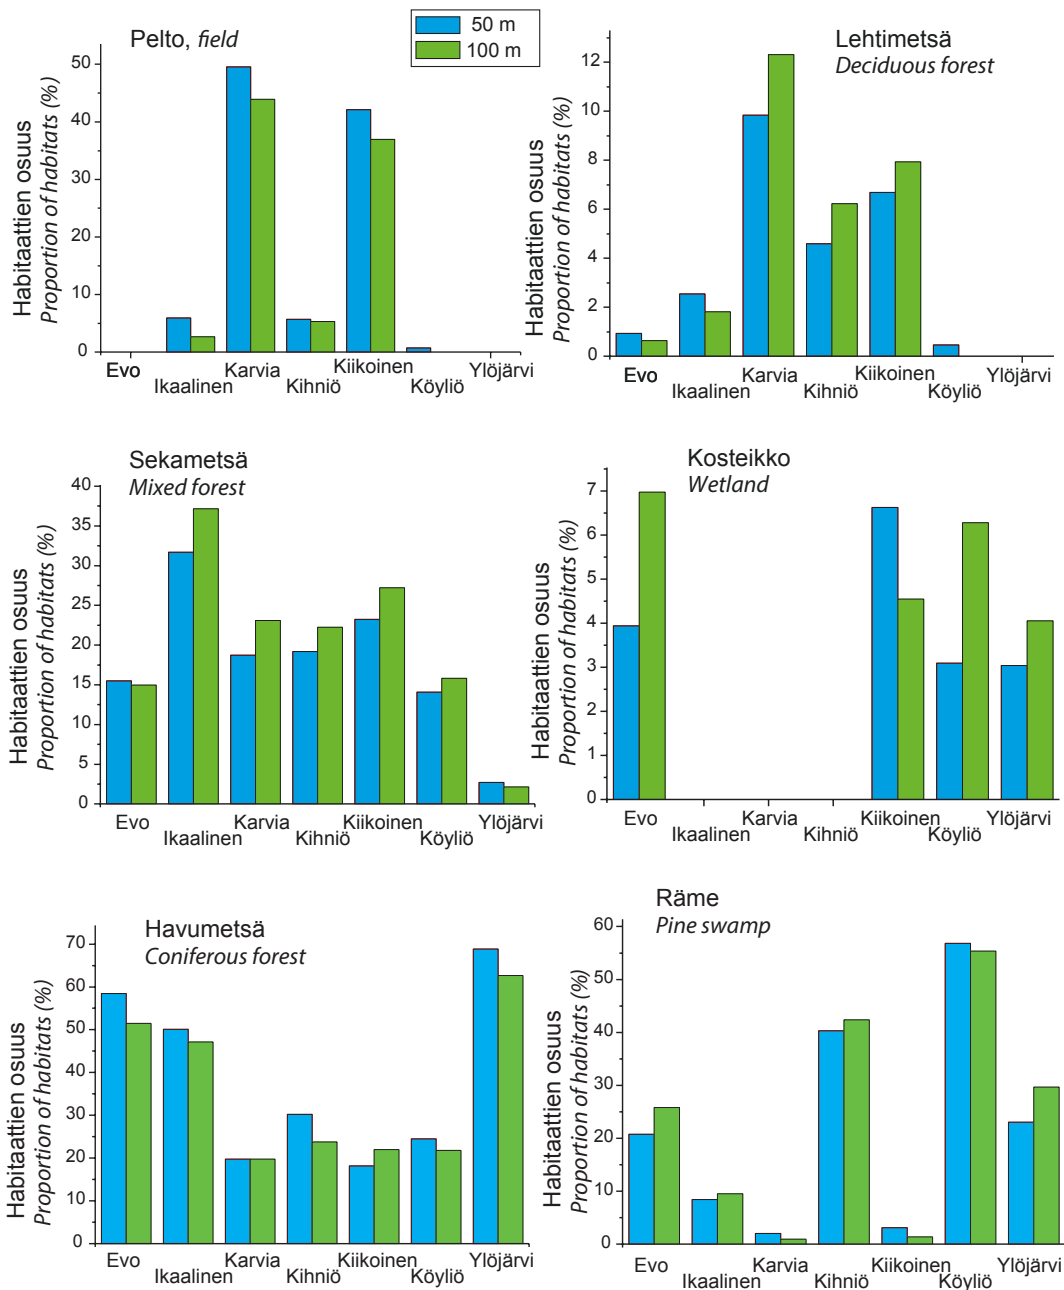 Pelto, field
50 m
100 m
Habitaattien osuus
Proportion of habitats (%)
50
40
30
20
10
0
Evo
Ikaalinen
Karvia
Kihniö
Kiikoinen
Köyliö
Ylöjärvi
Lehtimetsä
Deciduous forest
Habitaattien osuus
Proportion of habitats (%)
12
10
8
6
4
2
0
Evo
Ikaalinen
Karvia
Kihniö
Kiikoinen
Köyliö
Ylöjärvi
Sekametsä
Mixed forest
Habitaattien osuus
Proportion of habitats (%)
40
35
30
25
20
15
10
5
0
Evo
Ikaalinen
Karvia
Kihniö
Kiikoinen
Köyliö
Ylöjärvi
Kosteikko
Wetland
Habitaattien osuus
Proportion of habitats (%)
7
6
5
4
3
2
1
0
Evo
Ikaalinen
Karvia
Kihniö
Kiikoinen
Köyliö
Ylöjärvi
Havumetsä
Coniferous forest
Habitaattien osuus
Proportion of habitats (%)
70
60
50
40
30
20
10
0
Evo
Ikaalinen
Karvia
Kihniö
Kiikoinen
Köyliö
Ylöjärvi
Räme
Pine swamp
Habitaattien osuus
Proportion of habitats (%)
60
50
40
30
20
10
0
Evo
Ikaalinen
Karvia
Kihniö
Kiikoinen
Köyliö
Ylöjärvi